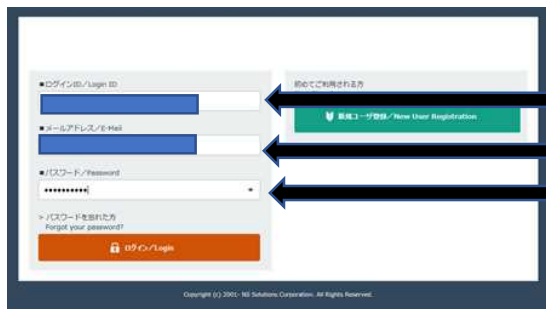 ■ログインID／Login ID
初めてご利用される方
新規ユーザ登録／New User Registration
■メールアドレス／E-Mail
■パスワード／Password
••••••••••
> パスワードを忘れた方
Forgot your password?
ログイン／Login
Copyright (c) 2001- NS Solutions Corporation. All Rights Reserved.